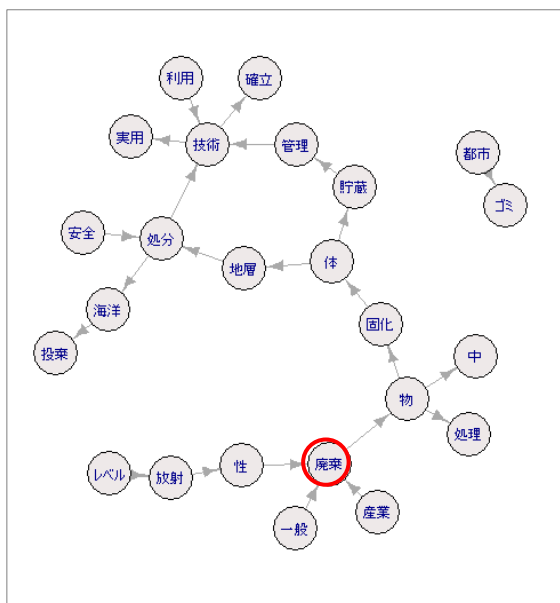 利用
確立
実用
技術
管理
都市
貯蔵
ゴミ
安全
処分
地層
体
海洋
固化
投棄
中
物
処理
レベル
放射
性
廃棄
産業
一般